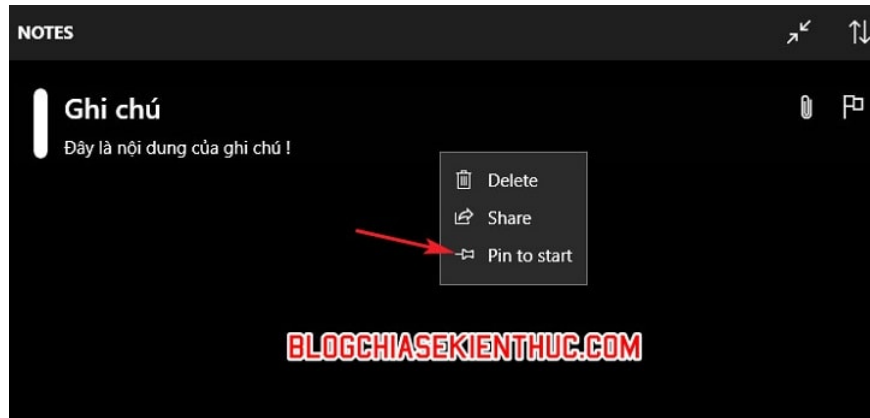 NOTES
Ghi chú
Đây là nội dung của ghi chú !
Delete
Share
Pin to start
BLOGCHIASEKIENTHUC.COM